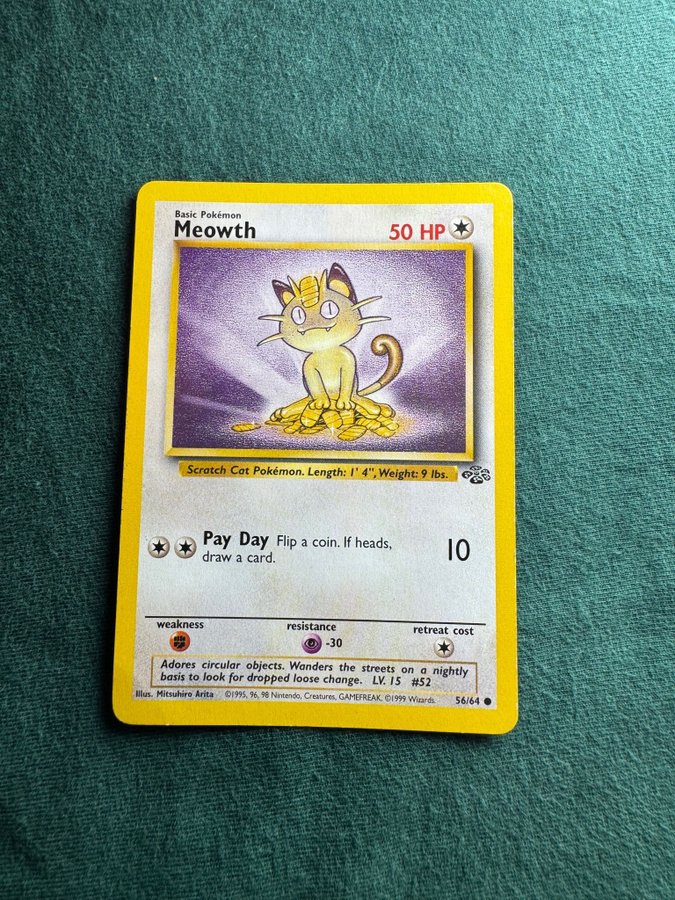 Basic Pokémon
Meowth
50 HP
Scratch Cat Pokémon. Length: 1' 4", Weight: 9 lbs.
Pay Day Flip a coin. If heads,
draw a card.
10
weakness
resistance
retreat cost
-30
Adores circular objects. Wanders the streets on a nightly
basis to look for dropped loose change. LV. 15 #52
Illus. Mitsuhiro Arita ©1995, 96, 98 Nintendo, Creatures, GAMEFREAK. ©1999 Wizards. 56/64